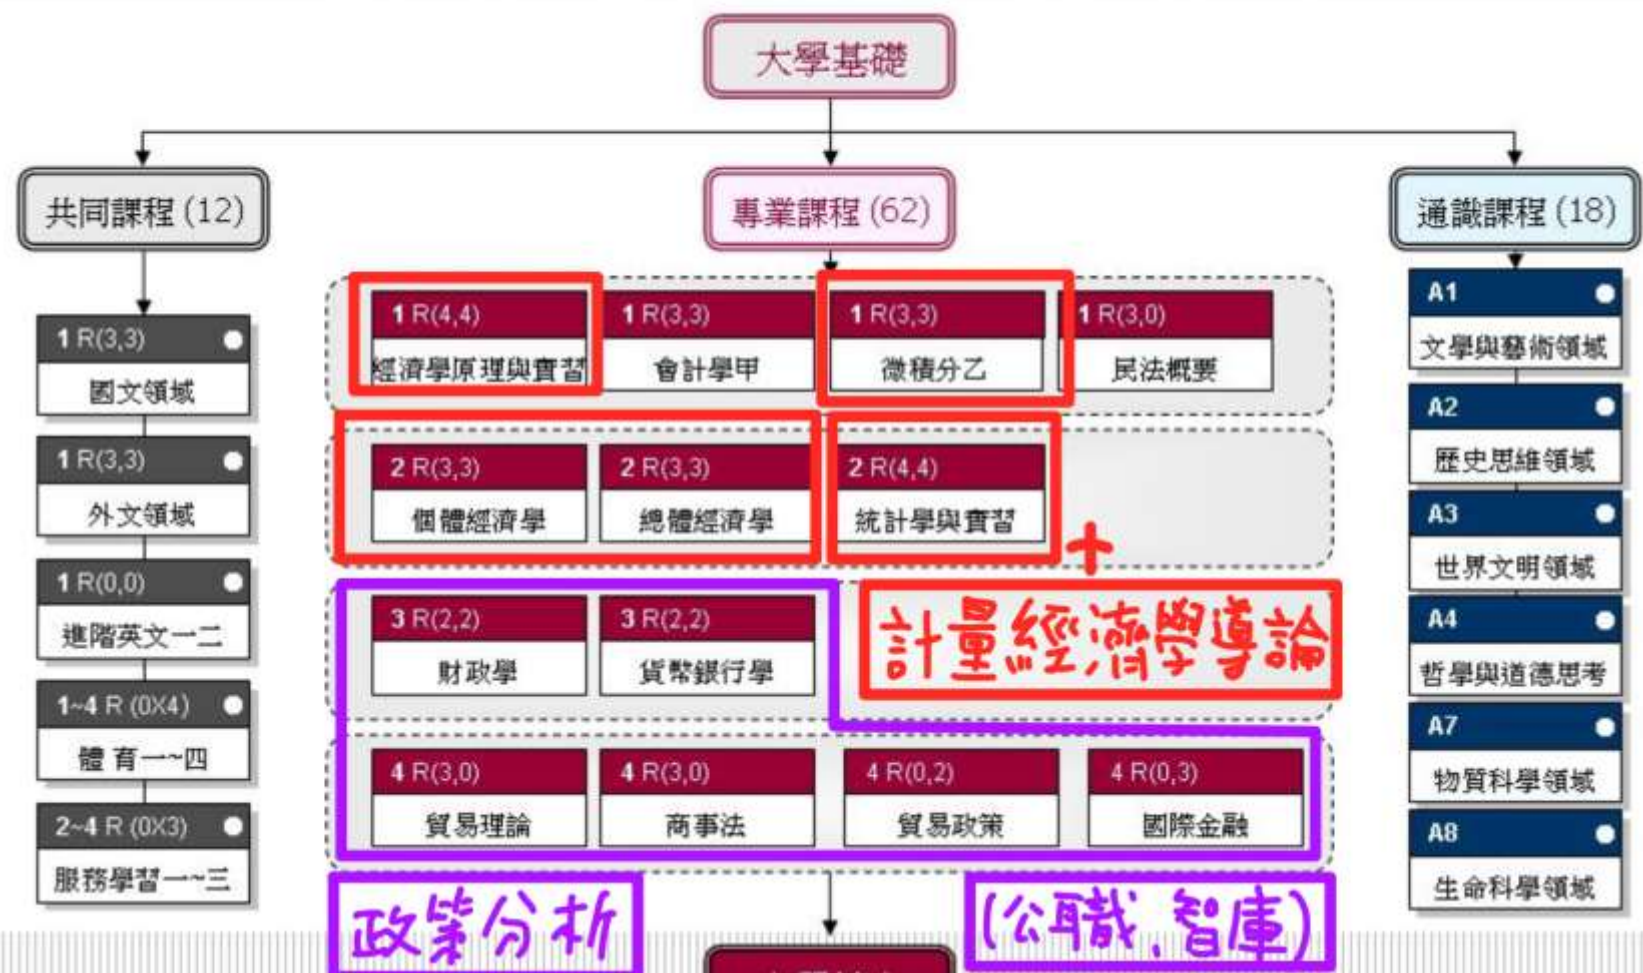 大學基礎
共同課程 (12)
專業課程 (62)
通識課程 (18)
1 R(3,3)
國文領域
1 R(3,3)
外文領域
1 R(0,0)
進階英文一二
1~4 R (0X4)
體 育一~四
2~4 R (0X3)
服務學習一~三
1 R(4,4)
經濟學原理與實習
1 R(3,3)
會計學甲
1 R(3,3)
微積分乙
1 R(3,0)
民法概要
2 R(3,3)
個體經濟學
2 R(3,3)
總體經濟學
2 R(4,4)
統計學與實習
+
計量經濟學導論
3 R(2,2)
財政學
3 R(2,2)
貨幣銀行學
4 R(3,0)
貿易理論
4 R(3,0)
商事法
4 R(0,2)
貿易政策
4 R(0,3)
國際金融
政策分析
(公職、智庫)
A1
文學與藝術領域
A2
歷史思維領域
A3
世界文明領域
A4
哲學與道德思考
A7
物質科學領域
A8
生命科學領域